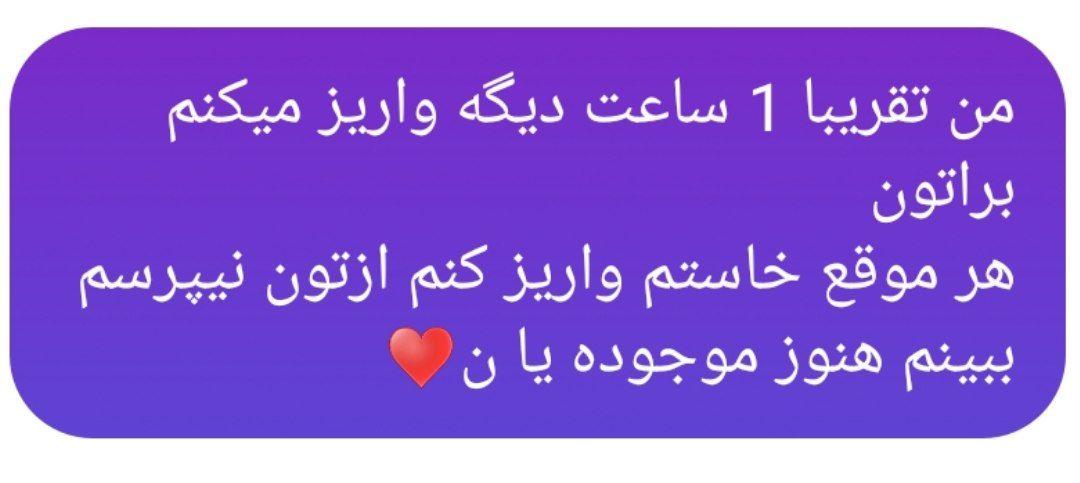 من تقریبا 1 ساعت دیگه واریز میکنم
براتون
هر موقع خاستم واریز کنم ازتون نیپرسم
ببینم هنوز موجوده یا ن❤️